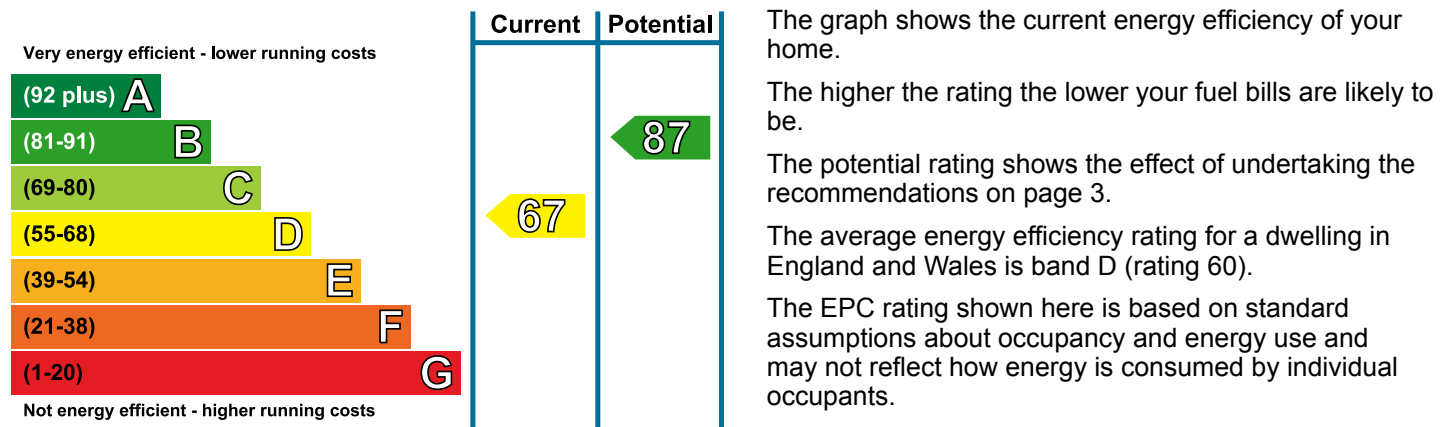 Current Potential
Very energy efficient - lower running costs
(92 plus) A
(81-91) B
87
(69-80) C
67
(55-68) D
(39-54) E
(21-38) F
(1-20) G
Not energy efficient - higher running costs
The graph shows the current energy efficiency of your
home.
The higher the rating the lower your fuel bills are likely to
be.
The potential rating shows the effect of undertaking the
recommendations on page 3.
The average energy efficiency rating for a dwelling in
England and Wales is band D (rating 60).
The EPC rating shown here is based on standard
assumptions about occupancy and energy use and
may not reflect how energy is consumed by individual
occupants.